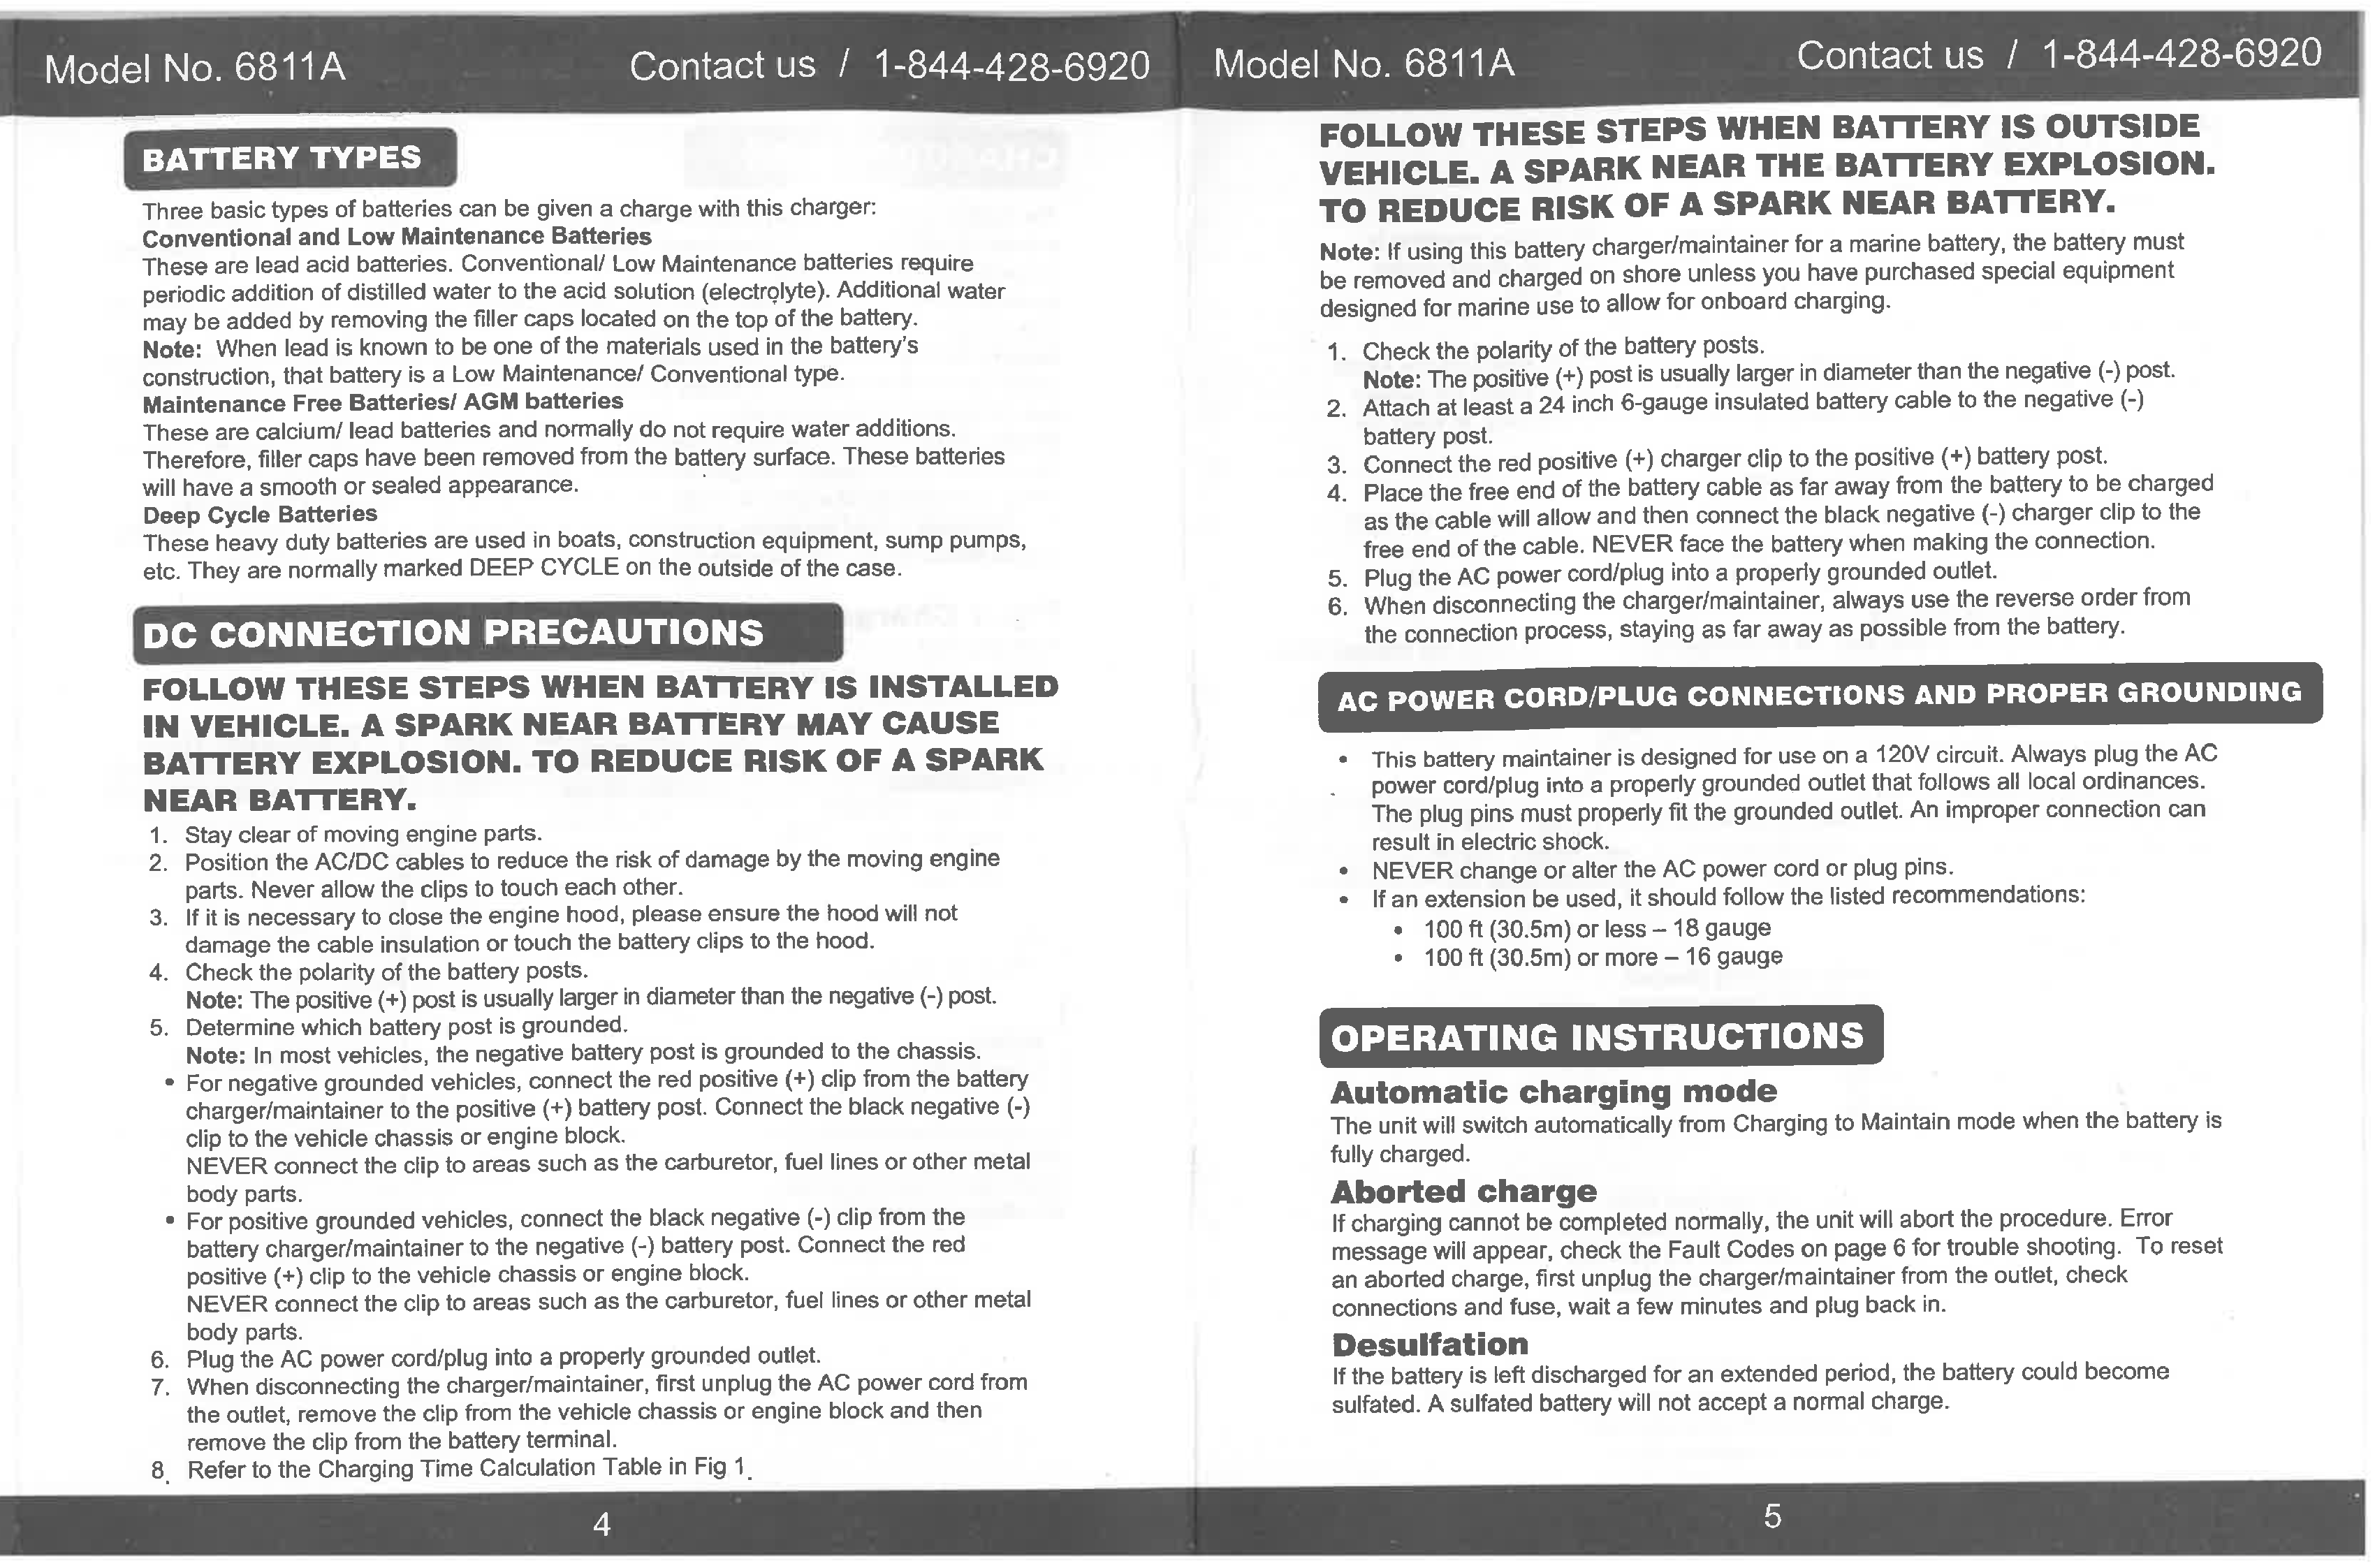 Model No. 6811A Contact us / 1-844-428-6920
BATTERY TYPES
Three basic types of batteries can be given a charge with this charger:
Conventional and Low Maintenance Batteries
These are lead acid batteries. Conventional/ Low Maintenance batteries require
periodic addition of distilled water to the acid solution (electrolyte). Additional water
may be added by removing the filler caps located on the top of the battery.
Note: When lead is known to be one of the materials used in the battery's
construction, that battery is a Low Maintenance/ Conventional type.
Maintenance Free Batteries/ AGM batteries
These are calcium/ lead batteries and normally do not require water additions.
Therefore, filler caps have been removed from the battery surface. These batteries
will have a smooth or sealed appearance.
Deep Cycle Batteries
These heavy duty batteries are used in boats, construction equipment, sump pumps,
etc. They are normally marked DEEP CYCLE on the outside of the case.
DC CONNECTION PRECAUTIONS
FOLLOW THESE STEPS WHEN BATTERY IS INSTALLED
IN VEHICLE. A SPARK NEAR BATTERY MAY CAUSE
BATTERY EXPLOSION. TO REDUCE RISK OF A SPARK
NEAR BATTERY.
1. Stay clear of moving engine parts.
2. Position the AC/DC cables to reduce the risk of damage by the moving engine
parts. Never allow the clips to touch each other.
3. If it is necessary to close the engine hood, please ensure the hood will not
damage the cable insulation or touch the battery clips to the hood.
4. Check the polarity of the battery posts.
Note: The positive (+) post is usually larger in diameter than the negative (-) post.
5. Determine which battery post is grounded.
Note: In most vehicles, the negative battery post is grounded to the chassis.
• For negative grounded vehicles, connect the red positive (+) clip from the battery
charger/maintainer to the positive (+) battery post. Connect the black negative (-)
clip to the vehicle chassis or engine block.
NEVER connect the clip to areas such as the carburetor, fuel lines or other metal
body parts.
• For positive grounded vehicles, connect the black negative (-) clip from the
battery charger/maintainer to the negative (-) battery post. Connect the red
positive (+) clip to the vehicle chassis or engine block.
NEVER connect the clip to areas such as the carburetor, fuel lines or other metal
body parts.
6. Plug the AC power cord/plug into a properly grounded outlet.
7. When disconnecting the charger/maintainer, first unplug the AC power cord from
the outlet, remove the clip from the vehicle chassis or engine block and then
remove the clip from the battery terminal.
8. Refer to the Charging Time Calculation Table in Fig 1.
4
Model No. 6811A Contact us / 1-844-428-6920
FOLLOW THESE STEPS WHEN BATTERY IS OUTSIDE
VEHICLE. A SPARK NEAR THE BATTERY EXPLOSION.
TO REDUCE RISK OF A SPARK NEAR BATTERY.
Note: If using this battery charger/maintainer for a marine battery, the battery must
be removed and charged on shore unless you have purchased special equipment
designed for marine use to allow for onboard charging.
1. Check the polarity of the battery posts.
Note: The positive (+) post is usually larger in diameter than the negative (-) post.
2. Attach at least a 24 inch 6-gauge insulated battery cable to the negative (-)
battery post.
3. Connect the red positive (+) charger clip to the positive (+) battery post.
4. Place the free end of the battery cable as far away from the battery to be charged
as the cable will allow and then connect the black negative (-) charger clip to the
free end of the cable. NEVER face the battery when making the connection.
5. Plug the AC power cord/plug into a properly grounded outlet.
6. When disconnecting the charger/maintainer, always use the reverse order from
the connection process, staying as far away as possible from the battery.
AC POWER CORD/PLUG CONNECTIONS AND PROPER GROUNDING
• This battery maintainer is designed for use on a 120V circuit. Always plug the AC
power cord/plug into a properly grounded outlet that follows all local ordinances.
The plug pins must properly fit the grounded outlet. An improper connection can
result in electric shock.
• NEVER change or alter the AC power cord or plug pins.
• If an extension be used, it should follow the listed recommendations:
• 100 ft (30.5m) or less – 18 gauge
• 100 ft (30.5m) or more – 16 gauge
OPERATING INSTRUCTIONS
Automatic charging mode
The unit will switch automatically from Charging to Maintain mode when the battery is
fully charged.
Aborted charge
If charging cannot be completed normally, the unit will abort the procedure. Error
message will appear, check the Fault Codes on page 6 for trouble shooting. To reset
an aborted charge, first unplug the charger/maintainer from the outlet, check
connections and fuse, wait a few minutes and plug back in.
Desulfation
If the battery is left discharged for an extended period, the battery could become
sulfated. A sulfated battery will not accept a normal charge.
5